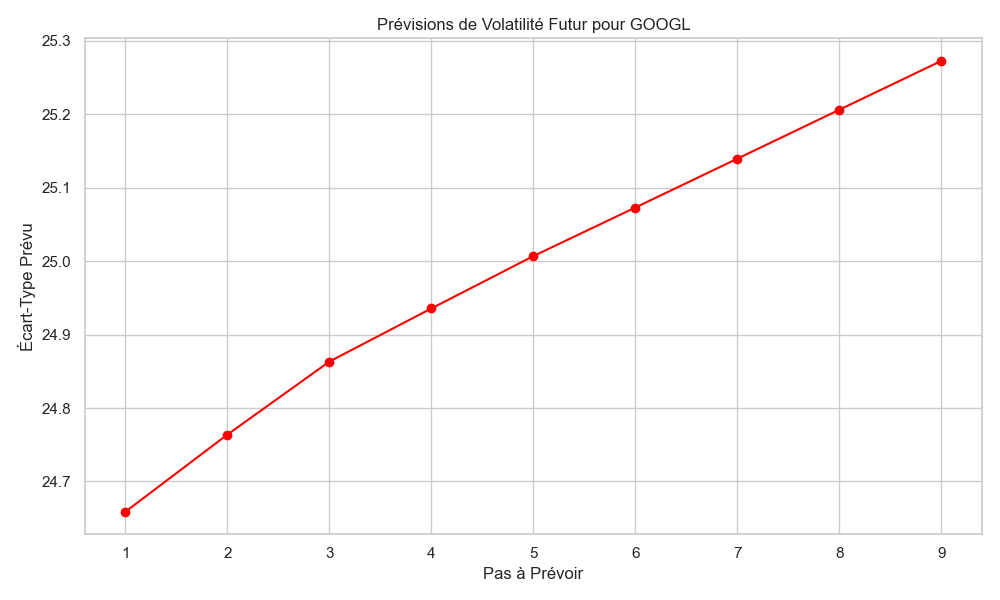 Prévisions de Volatilité Futur pour GOOGL
25.3
25.2
25.1
25.0
24.9
24.8
24.7
Écart-Type Prévu
1 2 3 4 5 6 7 8 9
Pas à Prévoir